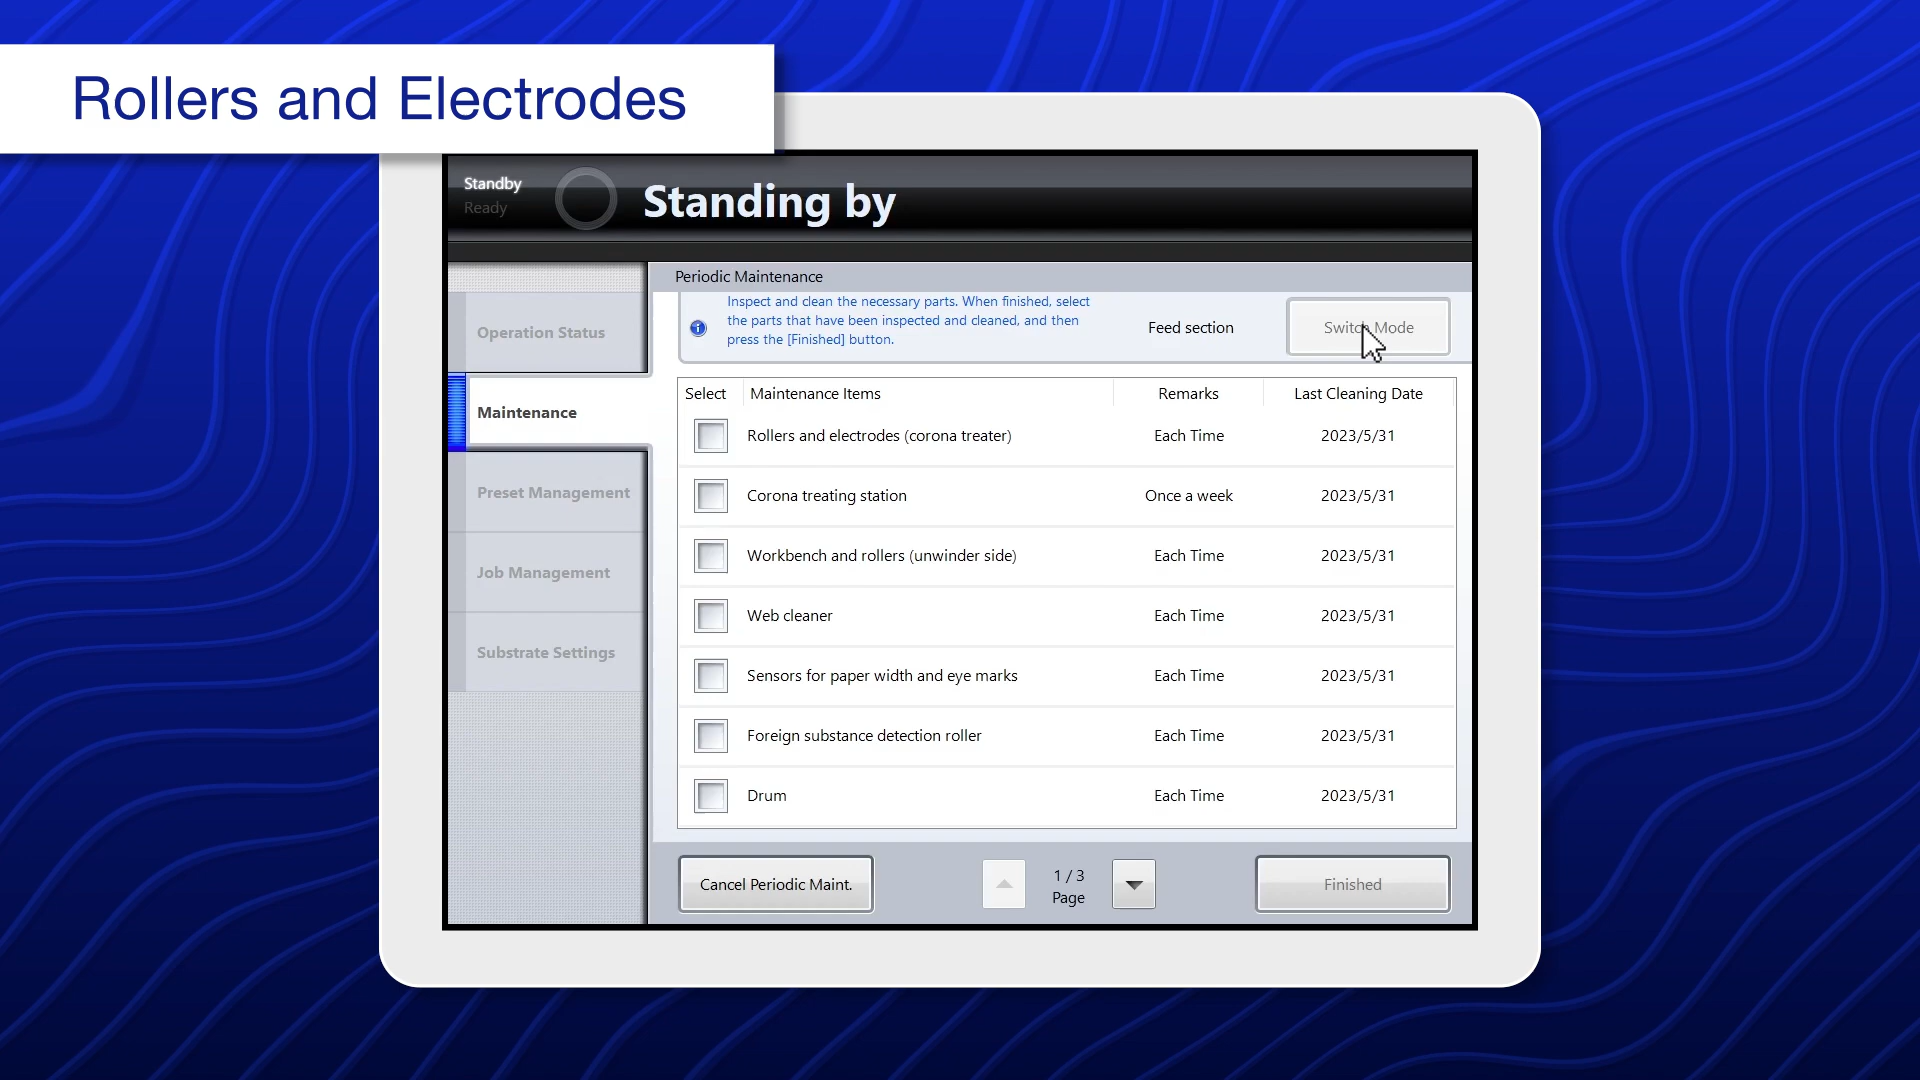 Rollers and Electrodes
Standby
Ready
Standing by
Periodic Maintenance
Inspect and clean the necessary parts. When finished, select
the parts that have been inspected and cleaned, and then
press the [Finished] button.
Feed section
Switch Mode
Operation Status
Maintenance
Preset Management
Job Management
Substrate Settings
Select Maintenance Items Remarks Last Cleaning Date
Rollers and electrodes (corona treater) Each Time 2023/5/31
Corona treating station Once a week 2023/5/31
Workbench and rollers (unwinder side) Each Time 2023/5/31
Web cleaner Each Time 2023/5/31
Sensors for paper width and eye marks Each Time 2023/5/31
Foreign substance detection roller Each Time 2023/5/31
Drum Each Time 2023/5/31
Cancel Periodic Maint.
1 / 3
Page
Finished